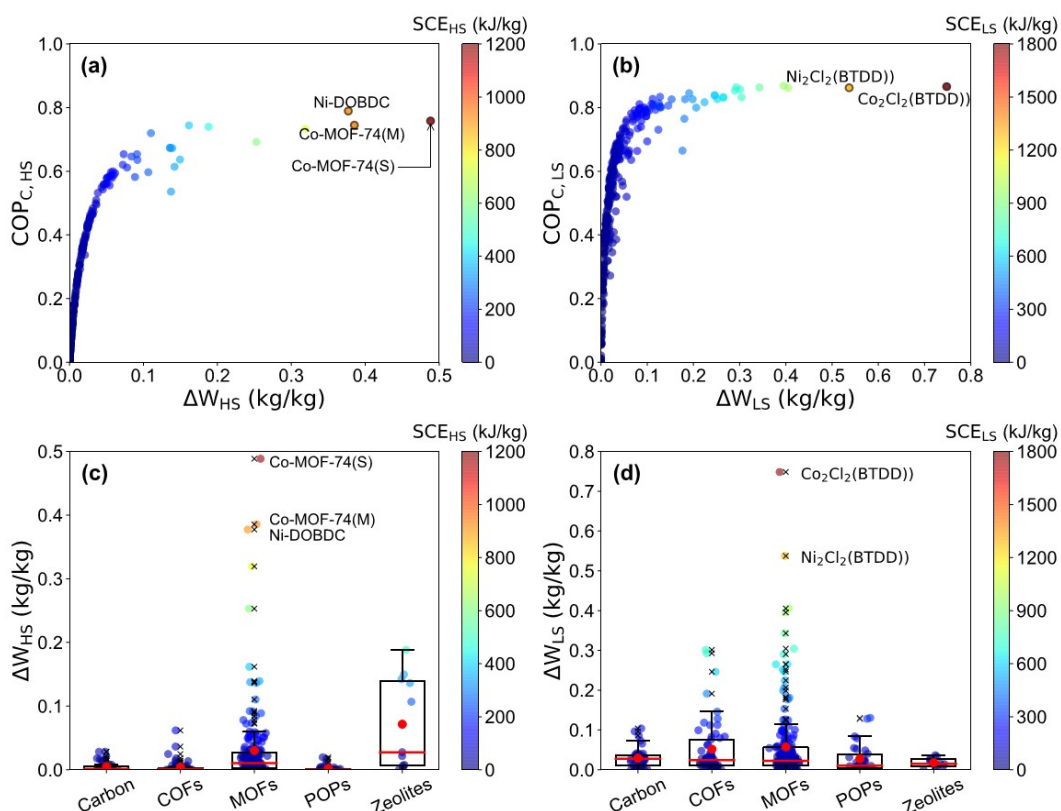 SCE_HS (kJ/kg)
(a)
COP_C, HS
1.0
0.8
0.6
0.4
0.2
0.0
Ni-DOBDC
Co-MOF-74(M)
Co-MOF-74(S)
0.0 0.1 0.2 0.3 0.4 0.5
ΔW_HS (kg/kg)
1200
1000
800
600
400
200
0
SCE_LS (kJ/kg)
(b)
COP_C, LS
1.0
0.8
0.6
0.4
0.2
0.0
Ni₂Cl₂(BTDD))
Co₂Cl₂(BTDD))
0.0 0.1 0.2 0.3 0.4 0.5 0.6 0.7 0.8
ΔW_LS (kg/kg)
1800
1500
1200
900
600
300
0
SCE_HS (kJ/kg)
(c)
ΔW_HS (kg/kg)
0.5
0.4
0.3
0.2
0.1
0.0
Co-MOF-74(S)
Co-MOF-74(M)
Ni-DOBDC
Carbon COFs MOFs POPs Zeolites
1200
1000
800
600
400
200
0
SCE_LS (kJ/kg)
(d)
ΔW_LS (kg/kg)
0.8
0.7
0.6
0.5
0.4
0.3
0.2
0.1
0.0
Co₂Cl₂(BTDD))
Ni₂Cl₂(BTDD))
Carbon COFs MOFs POPs Zeolites
1800
1500
1200
900
600
300
0